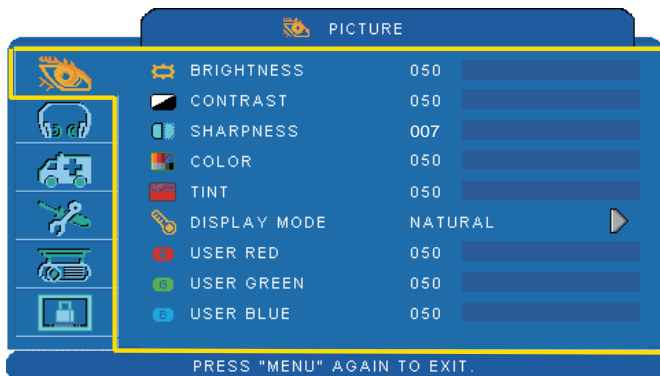 PICTURE
BRIGHTNESS 050
CONTRAST 050
SHARPNESS 007
COLOR 050
TINT 050
DISPLAY MODE NATURAL
R USER RED 050
G USER GREEN 050
B USER BLUE 050
PRESS "MENU" AGAIN TO EXIT.